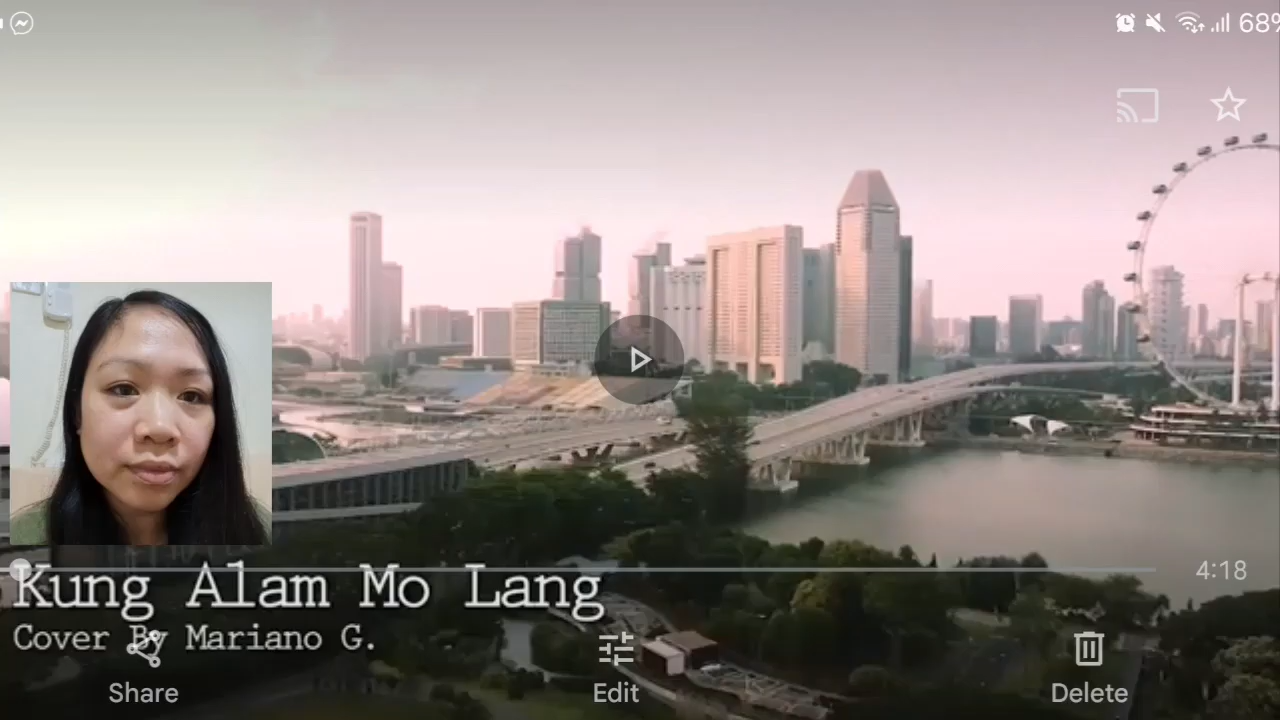 68%
4:18
Kung Alam Mo Lang
Cover By Mariano G.
Share
Edit
Delete